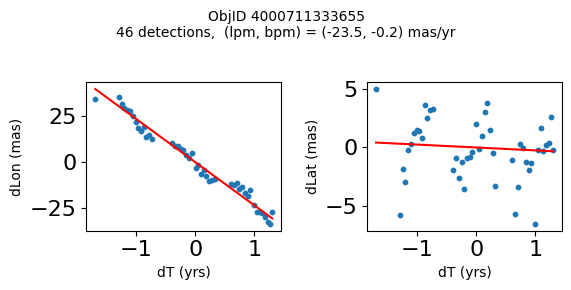 ObjID 4000711333655
46 detections,  (lpm, bpm) = (-23.5, -0.2) mas/yr
dLon (mas)
25
0
−25
−1
0
1
dT (yrs)
dLat (mas)
5
0
−5
−1
0
1
dT (yrs)